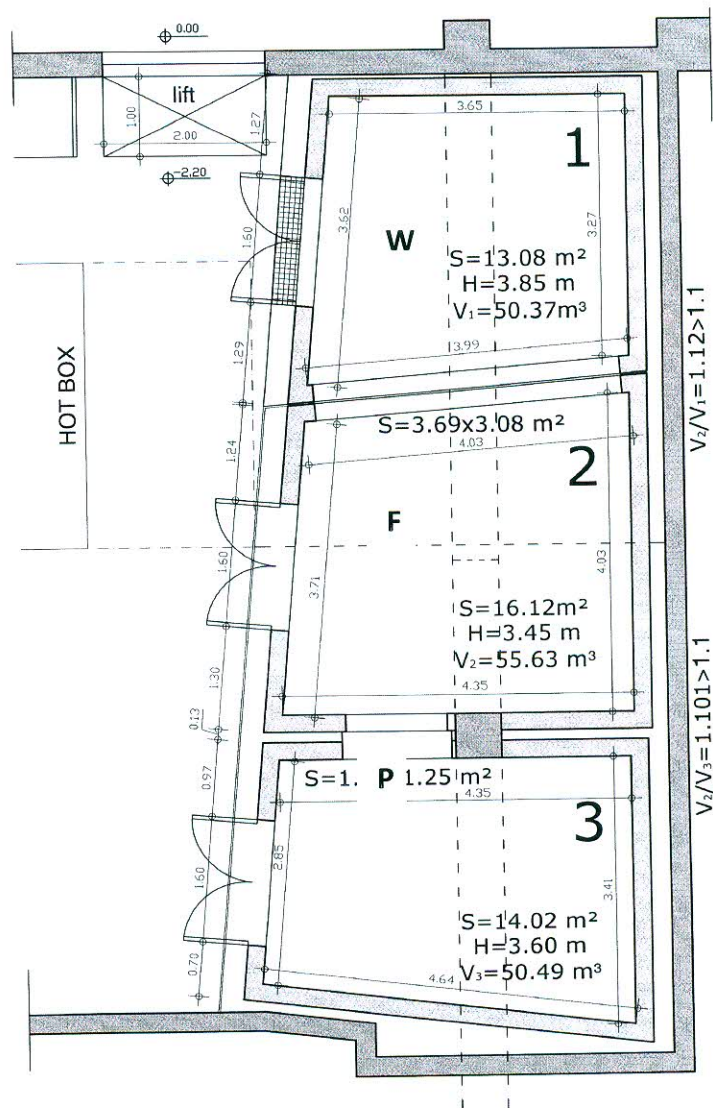 0.00
lift
1.00
2.00
1.27
-2.20
3.65
1
3.62
W
3.27
1.60
S=13.08 m²
H=3.85 m
V₁=50.37m³
3.99
1.29
HOT BOX
V₂/V₁=1.12>1.1
S=3.69x3.08 m²
4.03
1.24
2
F
3.71
4.03
1.60
S=16.12m²
H=3.45 m
V₂=55.63 m³
4.35
1.30
0.13
V₂/V₃=1.101>1.1
0.97
S=1. P 1.25 m²
4.35
3
2.85
3.41
1.60
S=14.02 m²
H=3.60 m
V₃=50.49 m³
4.64
0.70